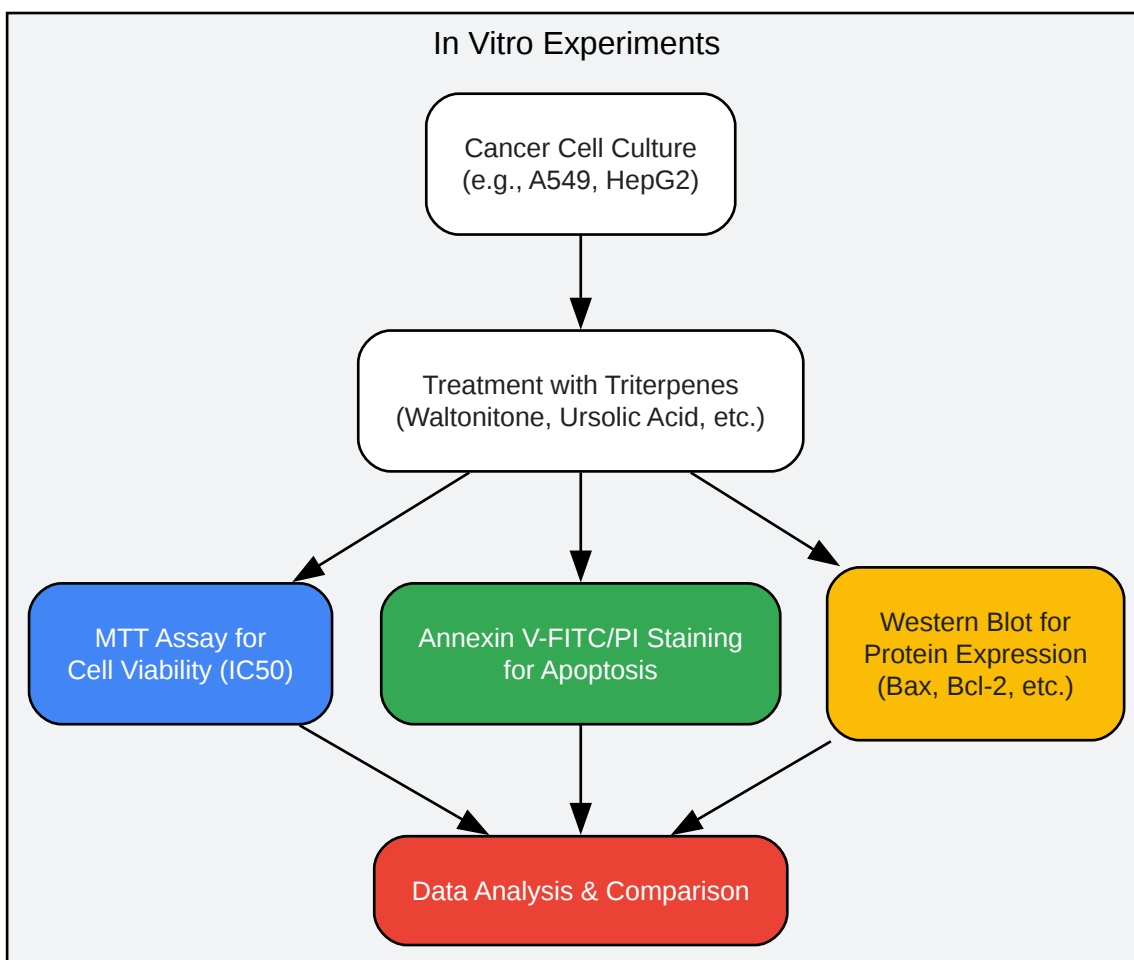 In Vitro Experiments
Cancer Cell Culture
(e.g., A549, HepG2)
Treatment with Triterpenes
(Waltonitone, Ursolic Acid, etc.)
MTT Assay for
Cell Viability (IC50)
Annexin V-FITC/PI Staining
for Apoptosis
Western Blot for
Protein Expression
(Bax, Bcl-2, etc.)
Data Analysis & Comparison